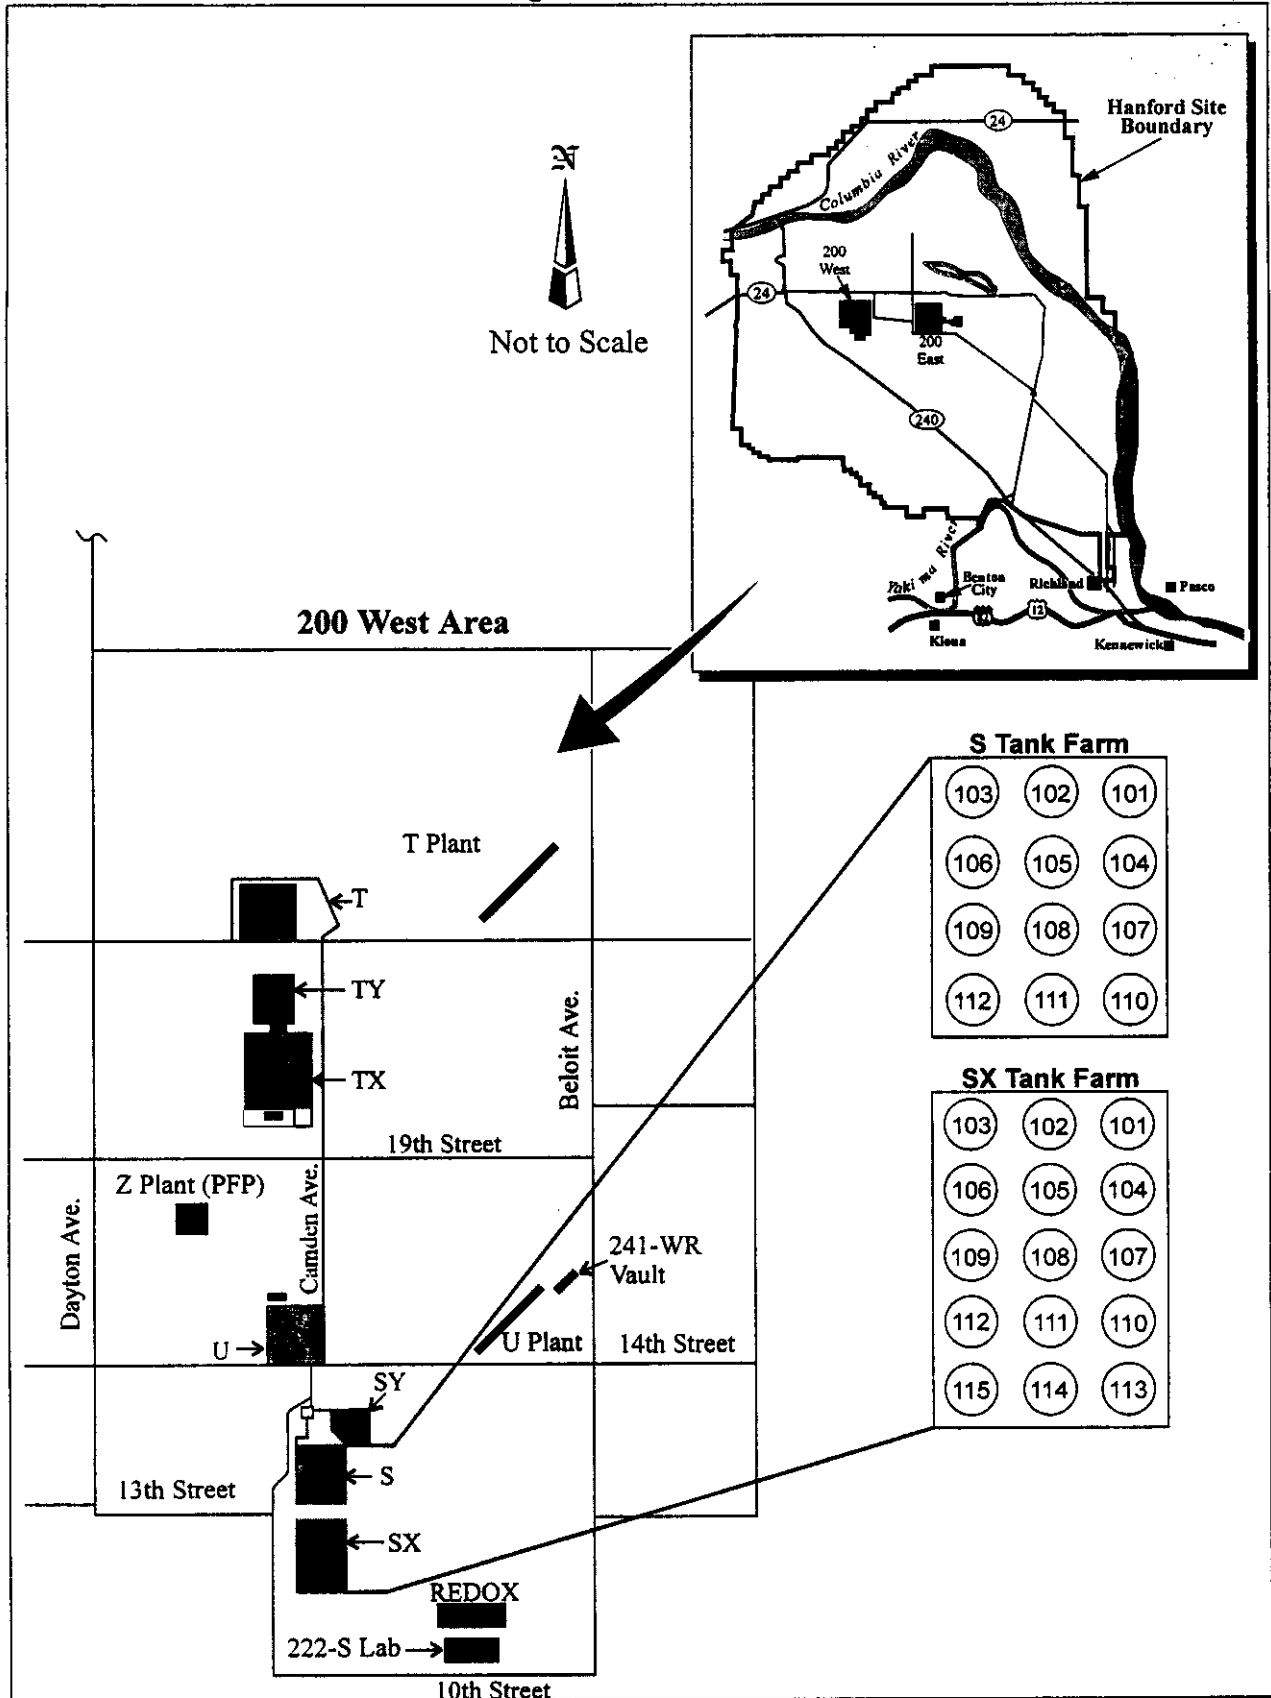 Hanford Site
Boundary
24
Columbia River
N
200
West
24
200
East
Not to Scale
240
Yakima River
Benton
City
Richland
Pasco
12
Kiona
Kennewick
200 West Area
S Tank Farm
103 102 101
106 105 104
109 108 107
112 111 110
T Plant
T
TY
TX
Beloit Ave.
SX Tank Farm
103 102 101
106 105 104
109 108 107
112 111 110
115 114 113
19th Street
Z Plant (PFP)
Camden Ave.
Dayton Ave.
241-WR
Vault
U
U Plant
14th Street
SY
S
13th Street
SX
REDOX
222-S Lab
10th Street